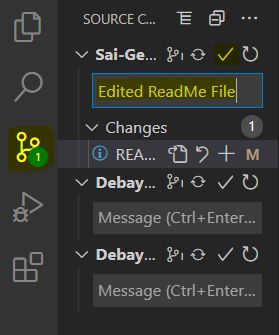 SOURCE C...
Sai-Ge...
Edited ReadMe File
Changes
1
REA...
M
1
Debay...
Message (Ctrl+Enter...
Debay...
Message (Ctrl+Enter...